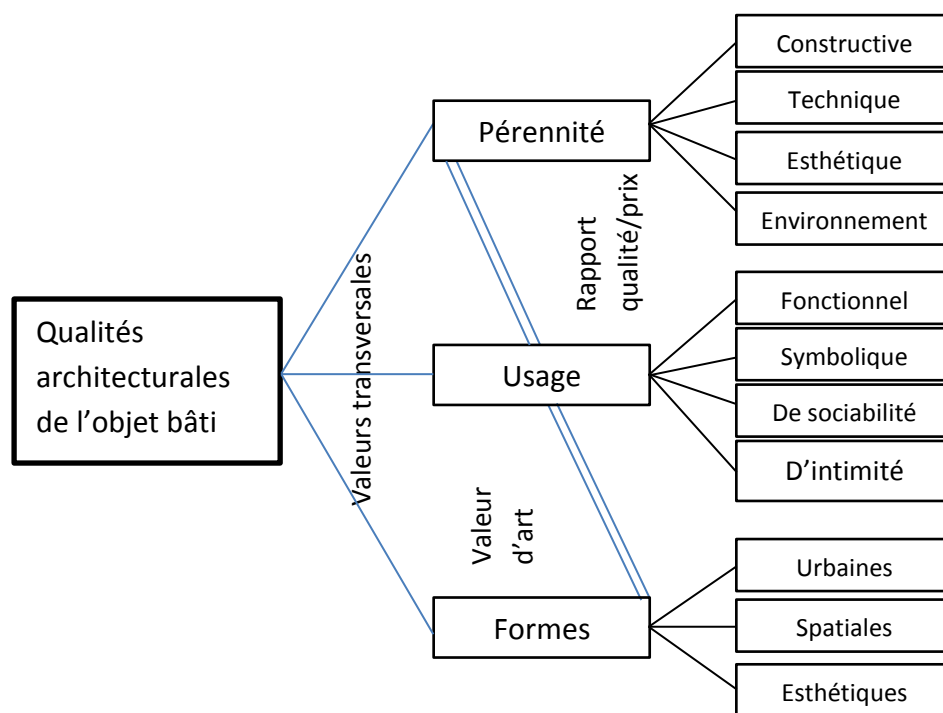 Qualités
architecturales
de l’objet bâti
Valeurs transversales
Pérennité
Rapport
qualité/prix
Usage
Valeur
d’art
Formes
Constructive
Technique
Esthétique
Environnement
Fonctionnel
Symbolique
De sociabilité
D’intimité
Urbaines
Spatiales
Esthétiques